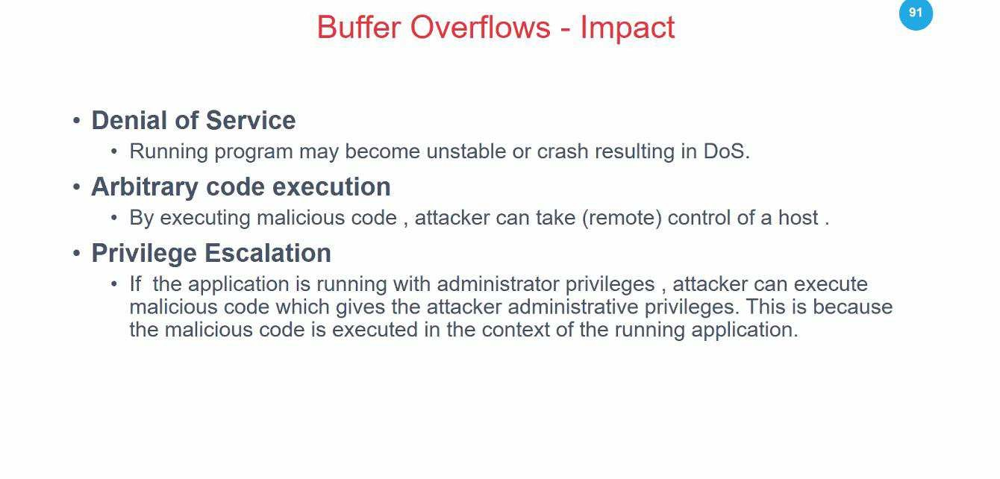 91
Buffer Overflows - Impact
• Denial of Service
• Running program may become unstable or crash resulting in DoS.
• Arbitrary code execution
• By executing malicious code , attacker can take (remote) control of a host .
• Privilege Escalation
• If  the application is running with administrator privileges , attacker can execute
malicious code which gives the attacker administrative privileges. This is because
the malicious code is executed in the context of the running application.